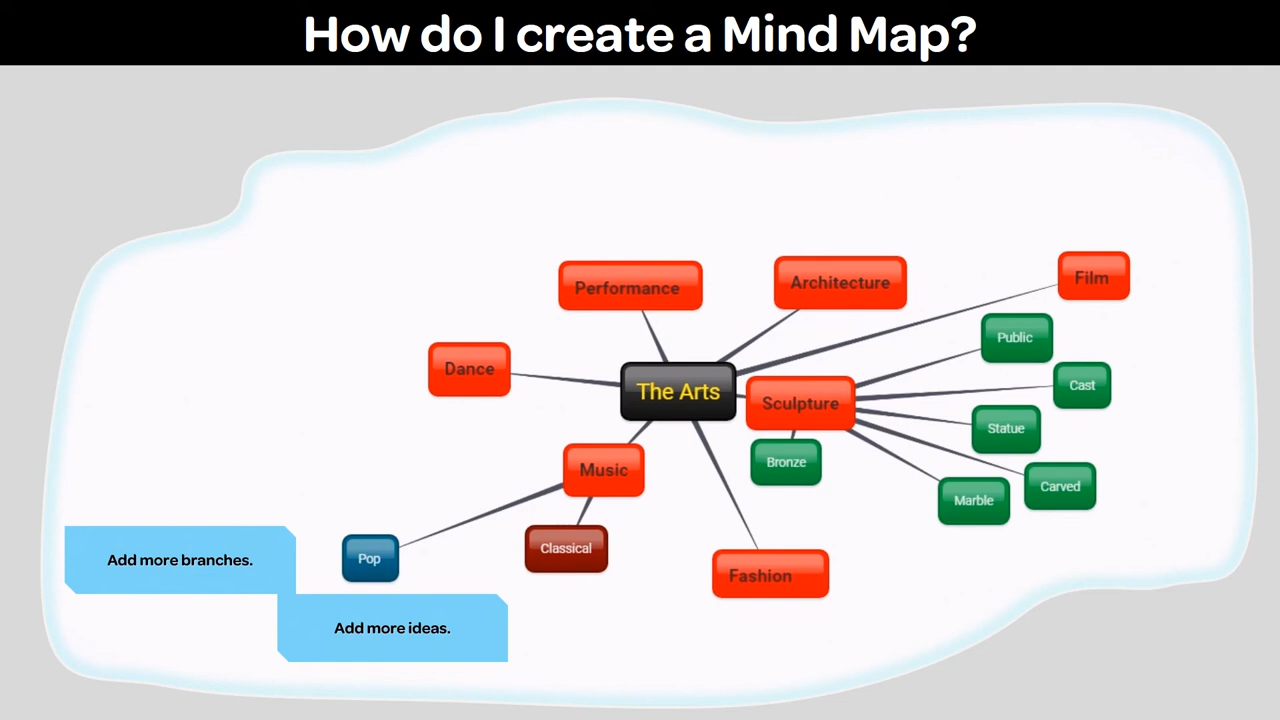 How do I create a Mind Map?
Performance
Architecture
Film
Public
Dance
The Arts
Sculpture
Cast
Statue
Music
Bronze
Carved
Marble
Pop
Classical
Fashion
Add more branches.
Add more ideas.